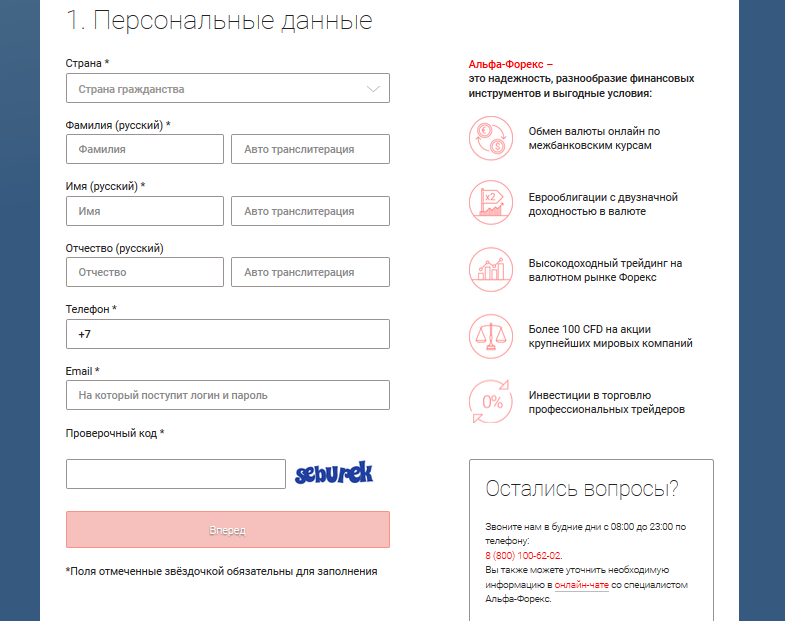 1. Персональные данные
Страна *
Страна гражданства
Фамилия (русский) *
Фамилия
Авто транслитерация
Имя (русский) *
Имя
Авто транслитерация
Отчество (русский)
Отчество
Авто транслитерация
Телефон *
+7
Email *
На который поступит логин и пароль
Проверочный код *
seburek
Вперед
*Поля отмеченные звёздочкой обязательны для заполнения
Альфа-Форекс –
это надежность, разнообразие финансовых
инструментов и выгодные условия:
€
$
Обмен валюты онлайн по
межбанковским курсам
x2
Еврооблигации с двузначной
доходностью в валюте
Высокодоходный трейдинг на
валютном рынке Форекс
Более 100 CFD на акции
крупнейших мировых компаний
0%
Инвестиции в торговлю
профессиональных трейдеров
Остались вопросы?
Звоните нам в будние дни с 08:00 до 23:00 по
телефону:
8 (800) 100-62-02.
Вы также можете уточнить необходимую
информацию в онлайн-чате со специалистом
Альфа-Форекс.